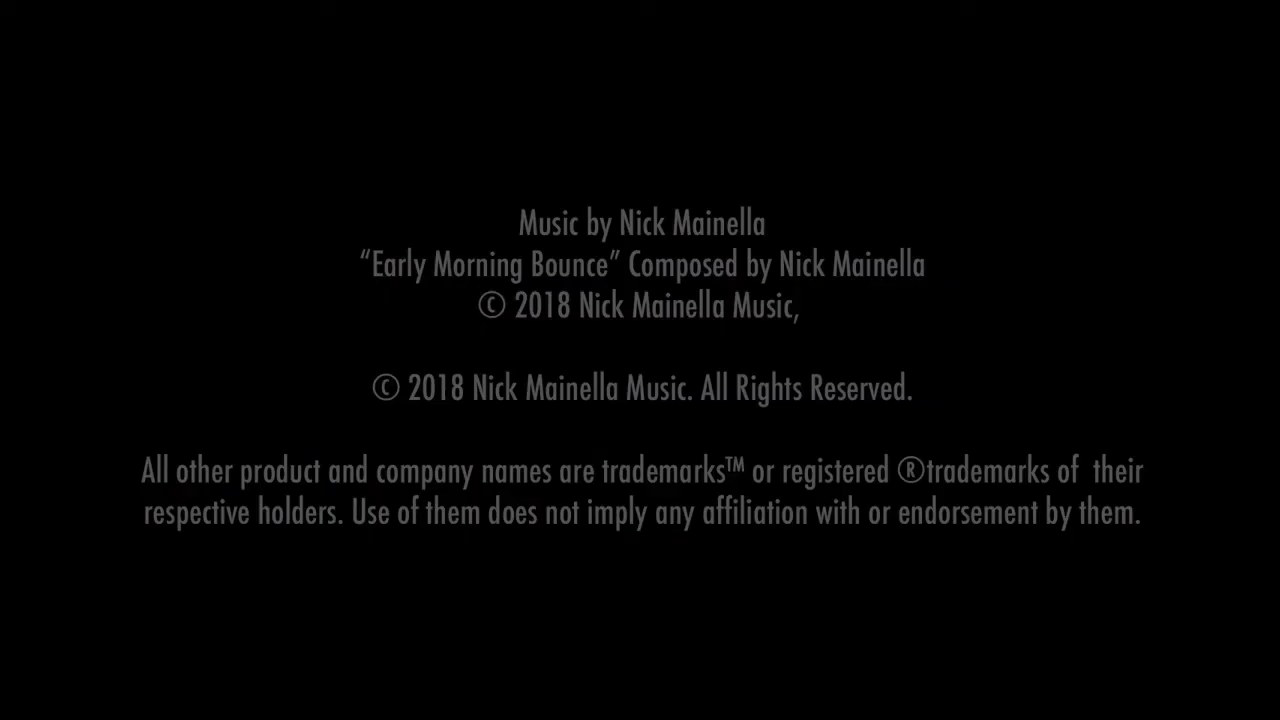 Music by Nick Mainella
“Early Morning Bounce” Composed by Nick Mainella
© 2018 Nick Mainella Music,
© 2018 Nick Mainella Music. All Rights Reserved.
All other product and company names are trademarks™ or registered ®trademarks of  their
respective holders. Use of them does not imply any affiliation with or endorsement by them.